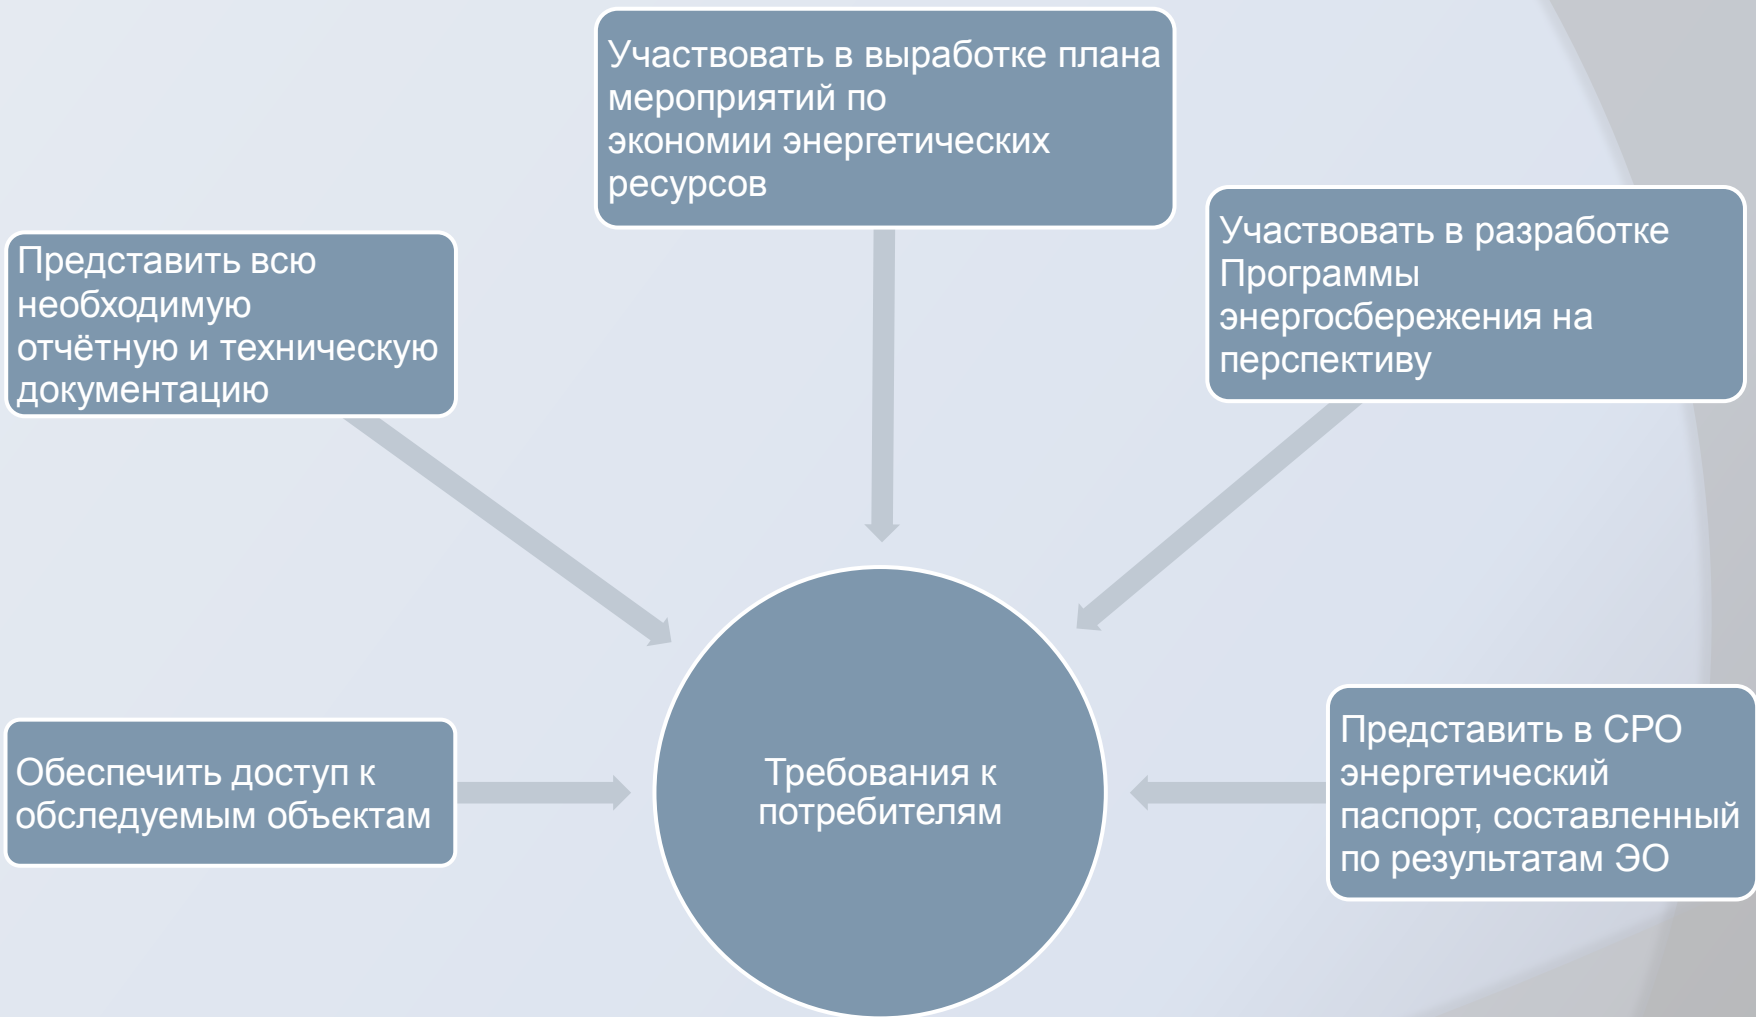 Участвовать в выработке плана
мероприятий по
экономии энергетических
ресурсов
Участвовать в разработке
Программы
энергосбережения на
перспективу
Представить всю
необходимую
отчётную и техническую
документацию
Обеспечить доступ к
обследуемым объектам
Требования к
потребителям
Представить в СРО
энергетический
паспорт, составленный
по результатам ЭО